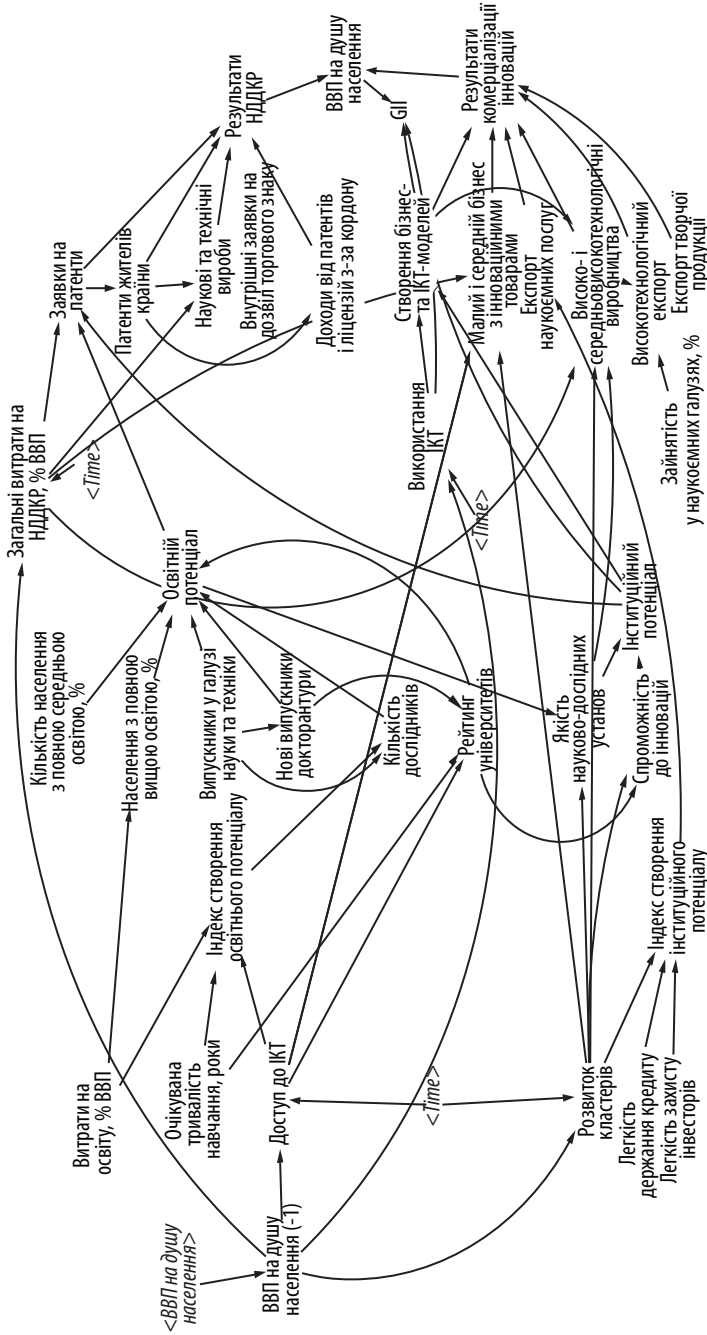 <ВВП на душу
населення>
ВВП на душу
населення (-1)
Витрати на
освіту, % ВВП
Очікувана
тривалість
навчання, роки
Доступ до ІКТ
<Time>
Розвиток
кластерів
Легкість
держання кредиту
Легкість захисту
інвесторів
Індекс створення
освітнього потенціалу
Індекс створення
інституційного
потенціалу
Кількість населення
з повною середньою
освітою, %
Населення з повною
вищою освітою, %
Випускники у галузі
науки та техніки
Нові випускники
докторантури
Кількість
дослідників
Рейтинг
університетів
Якість
науково-дослідних
установ
Спроможність
до інновацій
Освітній
потенціал
Інституційний
потенціал
Загальні витрати на
НДДКР, % ВВП
<Time>
Використання
ІКТ
<Time>
Зайнятість
у наукоємних галузях, %
Заявки на
патенти
Патенти жителів
країни
Наукові та технічні
вироби
Внутрішні заявки на
дозвіл торгового знаку
Доходи від патентів
і ліцензій з-за кордону
Створення бізнес-
та ІКТ-моделей
Малий і середній бізнес
з інноваційними
товарами
Експорт
наукоємних послуг
Високо- і
середньовисокотехнологічні
виробництва
Високотехнологічний
експорт
Експорт творчої
продукції
Результати
НДДКР
ВВП на душу
населення
GII
Результати
комерціалізації
інновацій